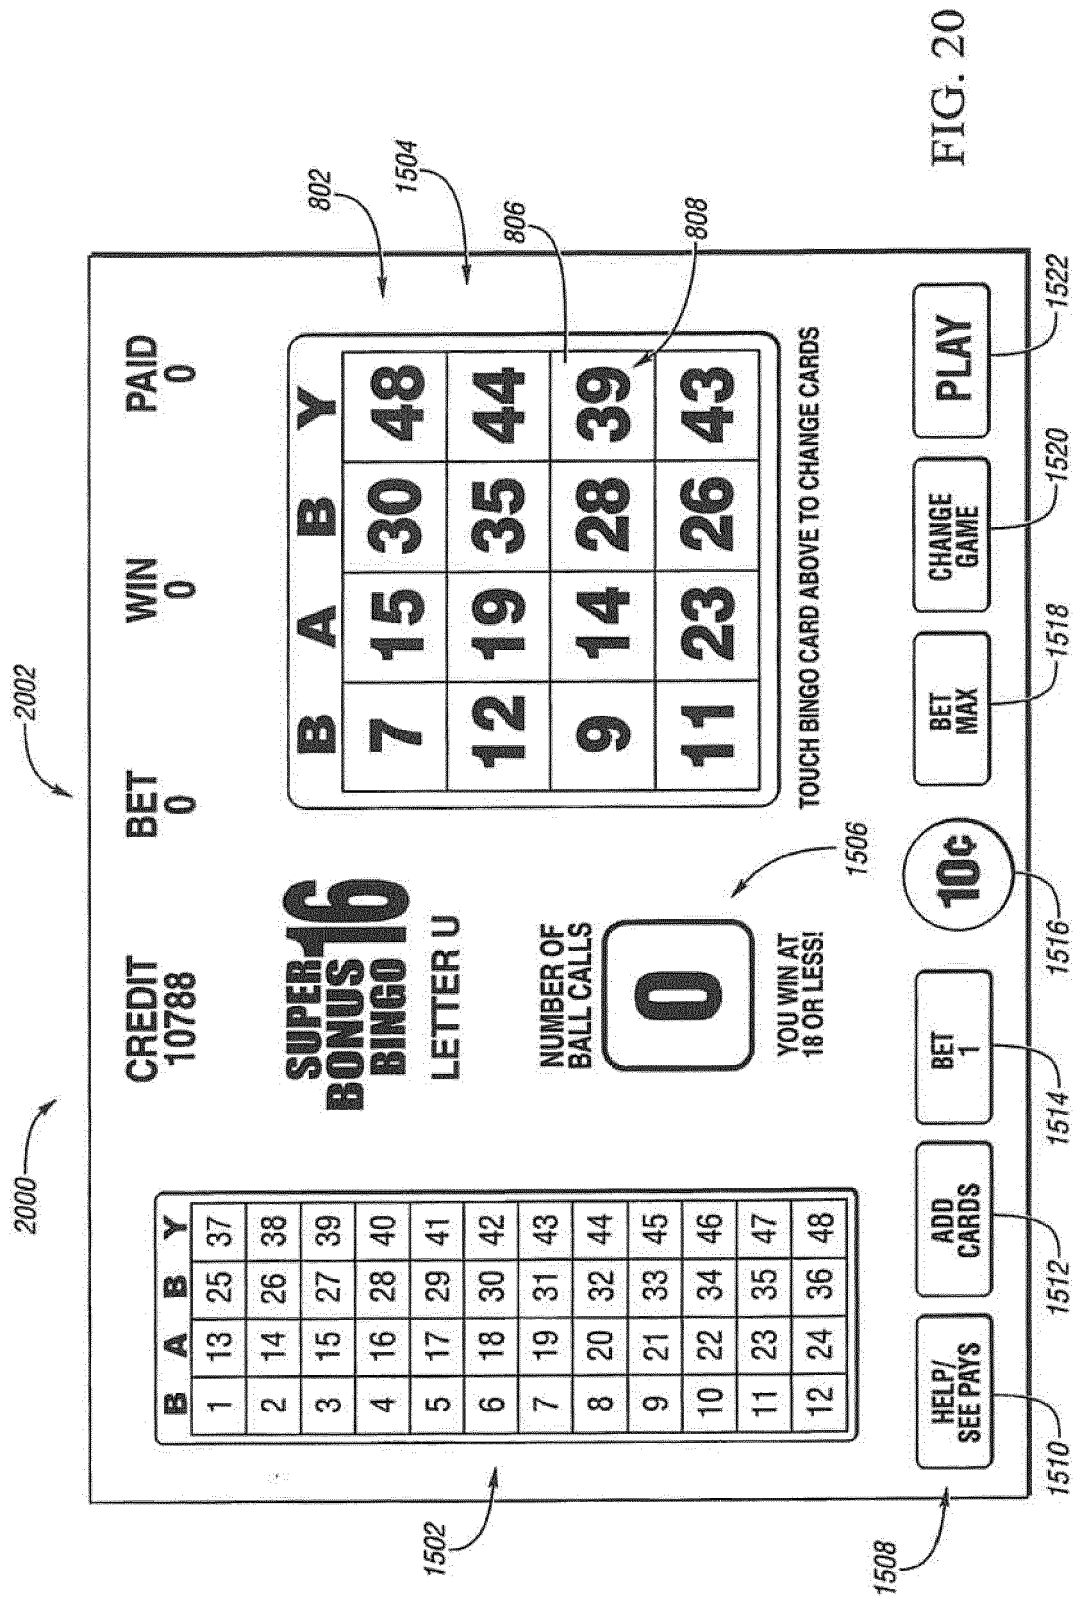 2000
2002
CREDIT
10788
BET
0
WIN
0
PAID
0
802
1504
1502
B A B Y
1 13 25 37
2 14 26 38
3 15 27 39
4 16 28 40
5 17 29 41
6 18 30 42
7 19 31 43
8 20 32 44
9 21 33 45
10 22 34 46
11 23 35 47
12 24 36 48
SUPER
BONUS
BINGO
16
LETTER U
NUMBER OF
BALL CALLS
0
YOU WIN AT
18 OR LESS!
1506
B A B Y
7 15 30 48
12 19 35 44
9 14 28 39
11 23 26 43
806
808
TOUCH BINGO CARD ABOVE TO CHANGE CARDS
1508
HELP/
SEE PAYS
ADD
CARDS
BET
1
10¢
BET
MAX
CHANGE
GAME
PLAY
1510
1512
1514
1516
1518
1520
1522
FIG. 20